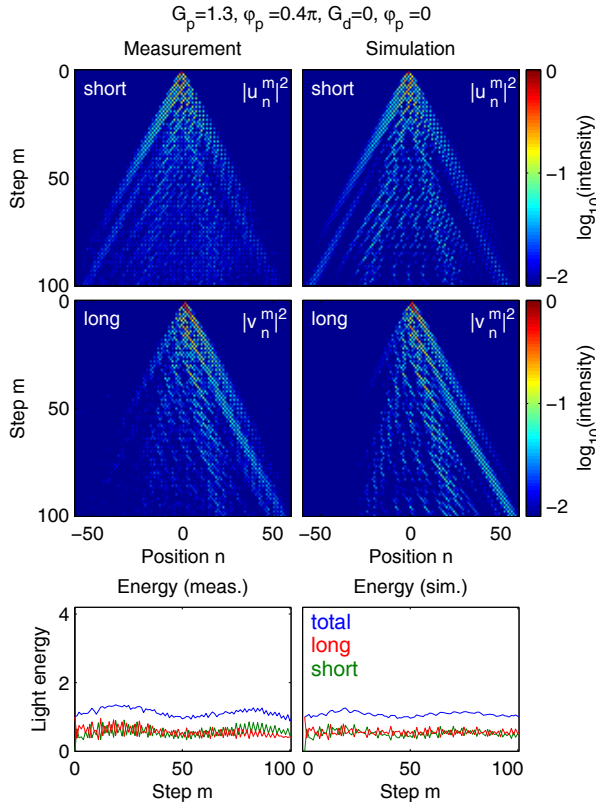 G_p=1.3, φ_p=0.4π, G_d=0, φ_p=0
Measurement
Simulation
0
50
100
Step m
short
|u_n^m|^2
short
|u_n^m|^2
0
−1
−2
log_10(intensity)
0
50
100
Step m
long
|v_n^m|^2
long
|v_n^m|^2
0
−1
−2
log_10(intensity)
−50 0 50
Position n
−50 0 50
Position n
Energy (meas.)
Energy (sim.)
4
2
0
Light energy
total
long
short
0 50 100
Step m
0 50 100
Step m